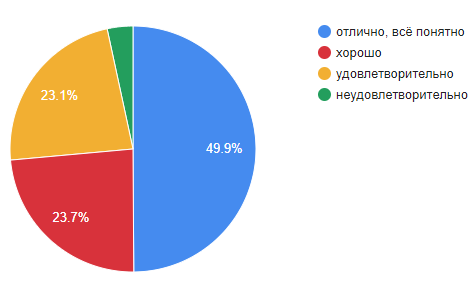 отлично, всё понятно
хорошо
удовлетворительно
неудовлетворительно
23.1%
49.9%
23.7%